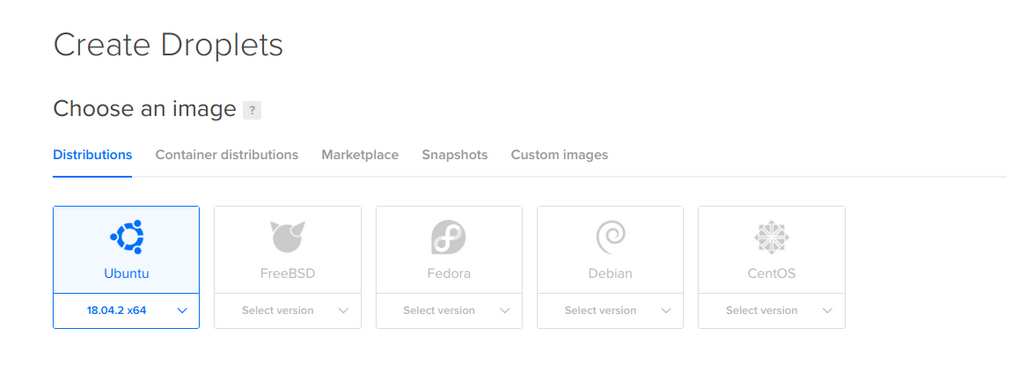 Create Droplets
Choose an image ?
Distributions Container distributions Marketplace Snapshots Custom images
Ubuntu FreeBSD Fedora Debian CentOS
18.04.2 x64 Select version Select version Select version Select version